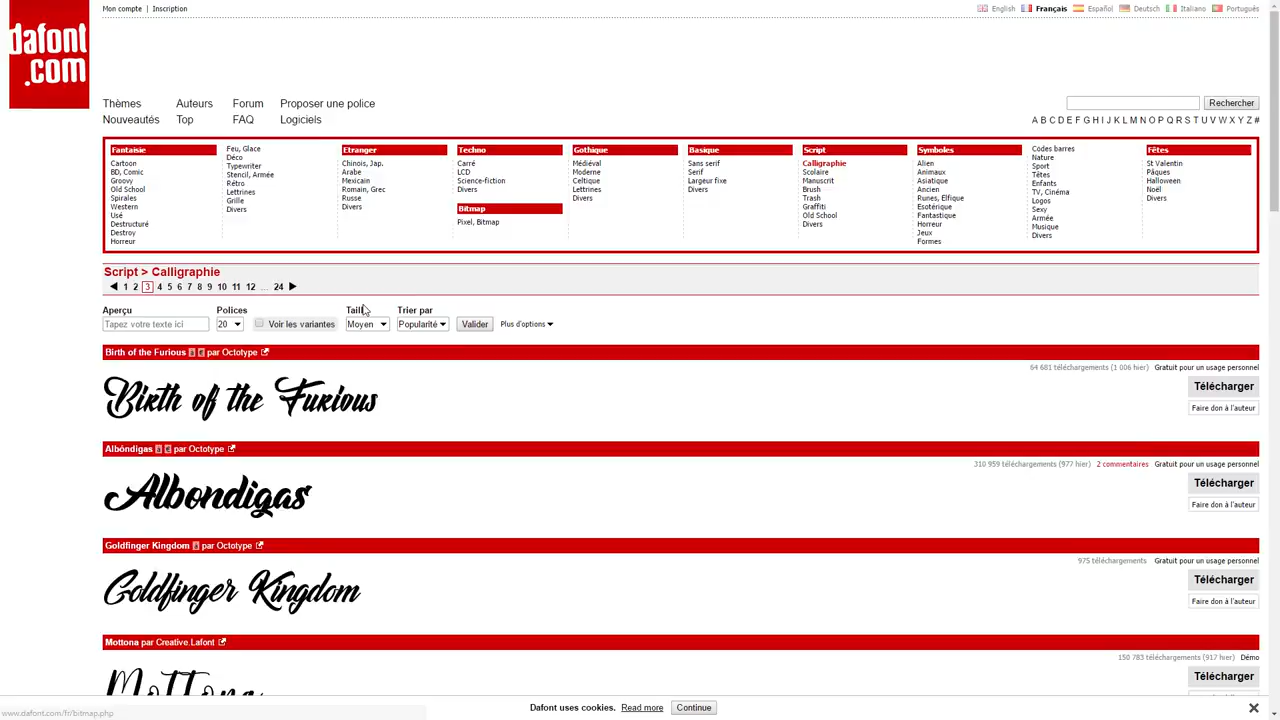 Mon compte | Inscription
English Français Español Deutsch Italiano Português
dafont
.com
Thèmes Auteurs Forum Proposer une police
Nouveautés Top FAQ Logiciels
Rechercher
A B C D E F G H I J K L M N O P Q R S T U V W X Y Z #
Fantaisie
Cartoon
BD, Comic
Groovy
Old School
Spirales
Western
Usé
Destructuré
Destroy
Horreur
Feu, Glace
Déco
Typewriter
Stencil, Armée
Rétro
Lettrines
Grille
Divers
Etranger
Chinois, Jap.
Arabe
Mexicain
Romain, Grec
Russe
Divers
Techno
Carré
LCD
Science-fiction
Divers
Bitmap
Pixel, Bitmap
Gothique
Médiéval
Moderne
Celtique
Lettrines
Divers
Basique
Sans serif
Serif
Largeur fixe
Divers
Script
Calligraphie
Scolaire
Manuscrit
Brush
Trash
Graffiti
Old School
Divers
Symboles
Alien
Animaux
Asiatique
Ancien
Runes, Elfique
Esotérique
Fantastique
Horreur
Jeux
Formes
Codes barres
Nature
Sport
Têtes
Enfants
TV, Cinéma
Logos
Sexy
Armée
Musique
Divers
Fêtes
St Valentin
Pâques
Halloween
Noël
Divers
Script > Calligraphie
1 2 3 4 5 6 7 8 9 10 11 12 ... 24
Aperçu Polices Taille Trier par
Tapez votre texte ici 20 Voir les variantes Moyen Popularité Valider Plus d'options
Birth of the Furious à € par Octotype
64 681 téléchargements (1 006 hier) Gratuit pour un usage personnel
Birth of the Furious
Télécharger
Faire don à l'auteur
Albôndigas à € par Octotype
310 959 téléchargements (977 hier) 2 commentaires Gratuit pour un usage personnel
Albondigas
Télécharger
Faire don à l'auteur
Goldfinger Kingdom à par Octotype
975 téléchargements Gratuit pour un usage personnel
Goldfinger Kingdom
Télécharger
Faire don à l'auteur
Mottona par Creative Lafont
150 783 téléchargements (917 hier) Démo
Mottona
Télécharger
Dafont uses cookies. Read more Continue
www.dafont.com/fr/bitmap.php